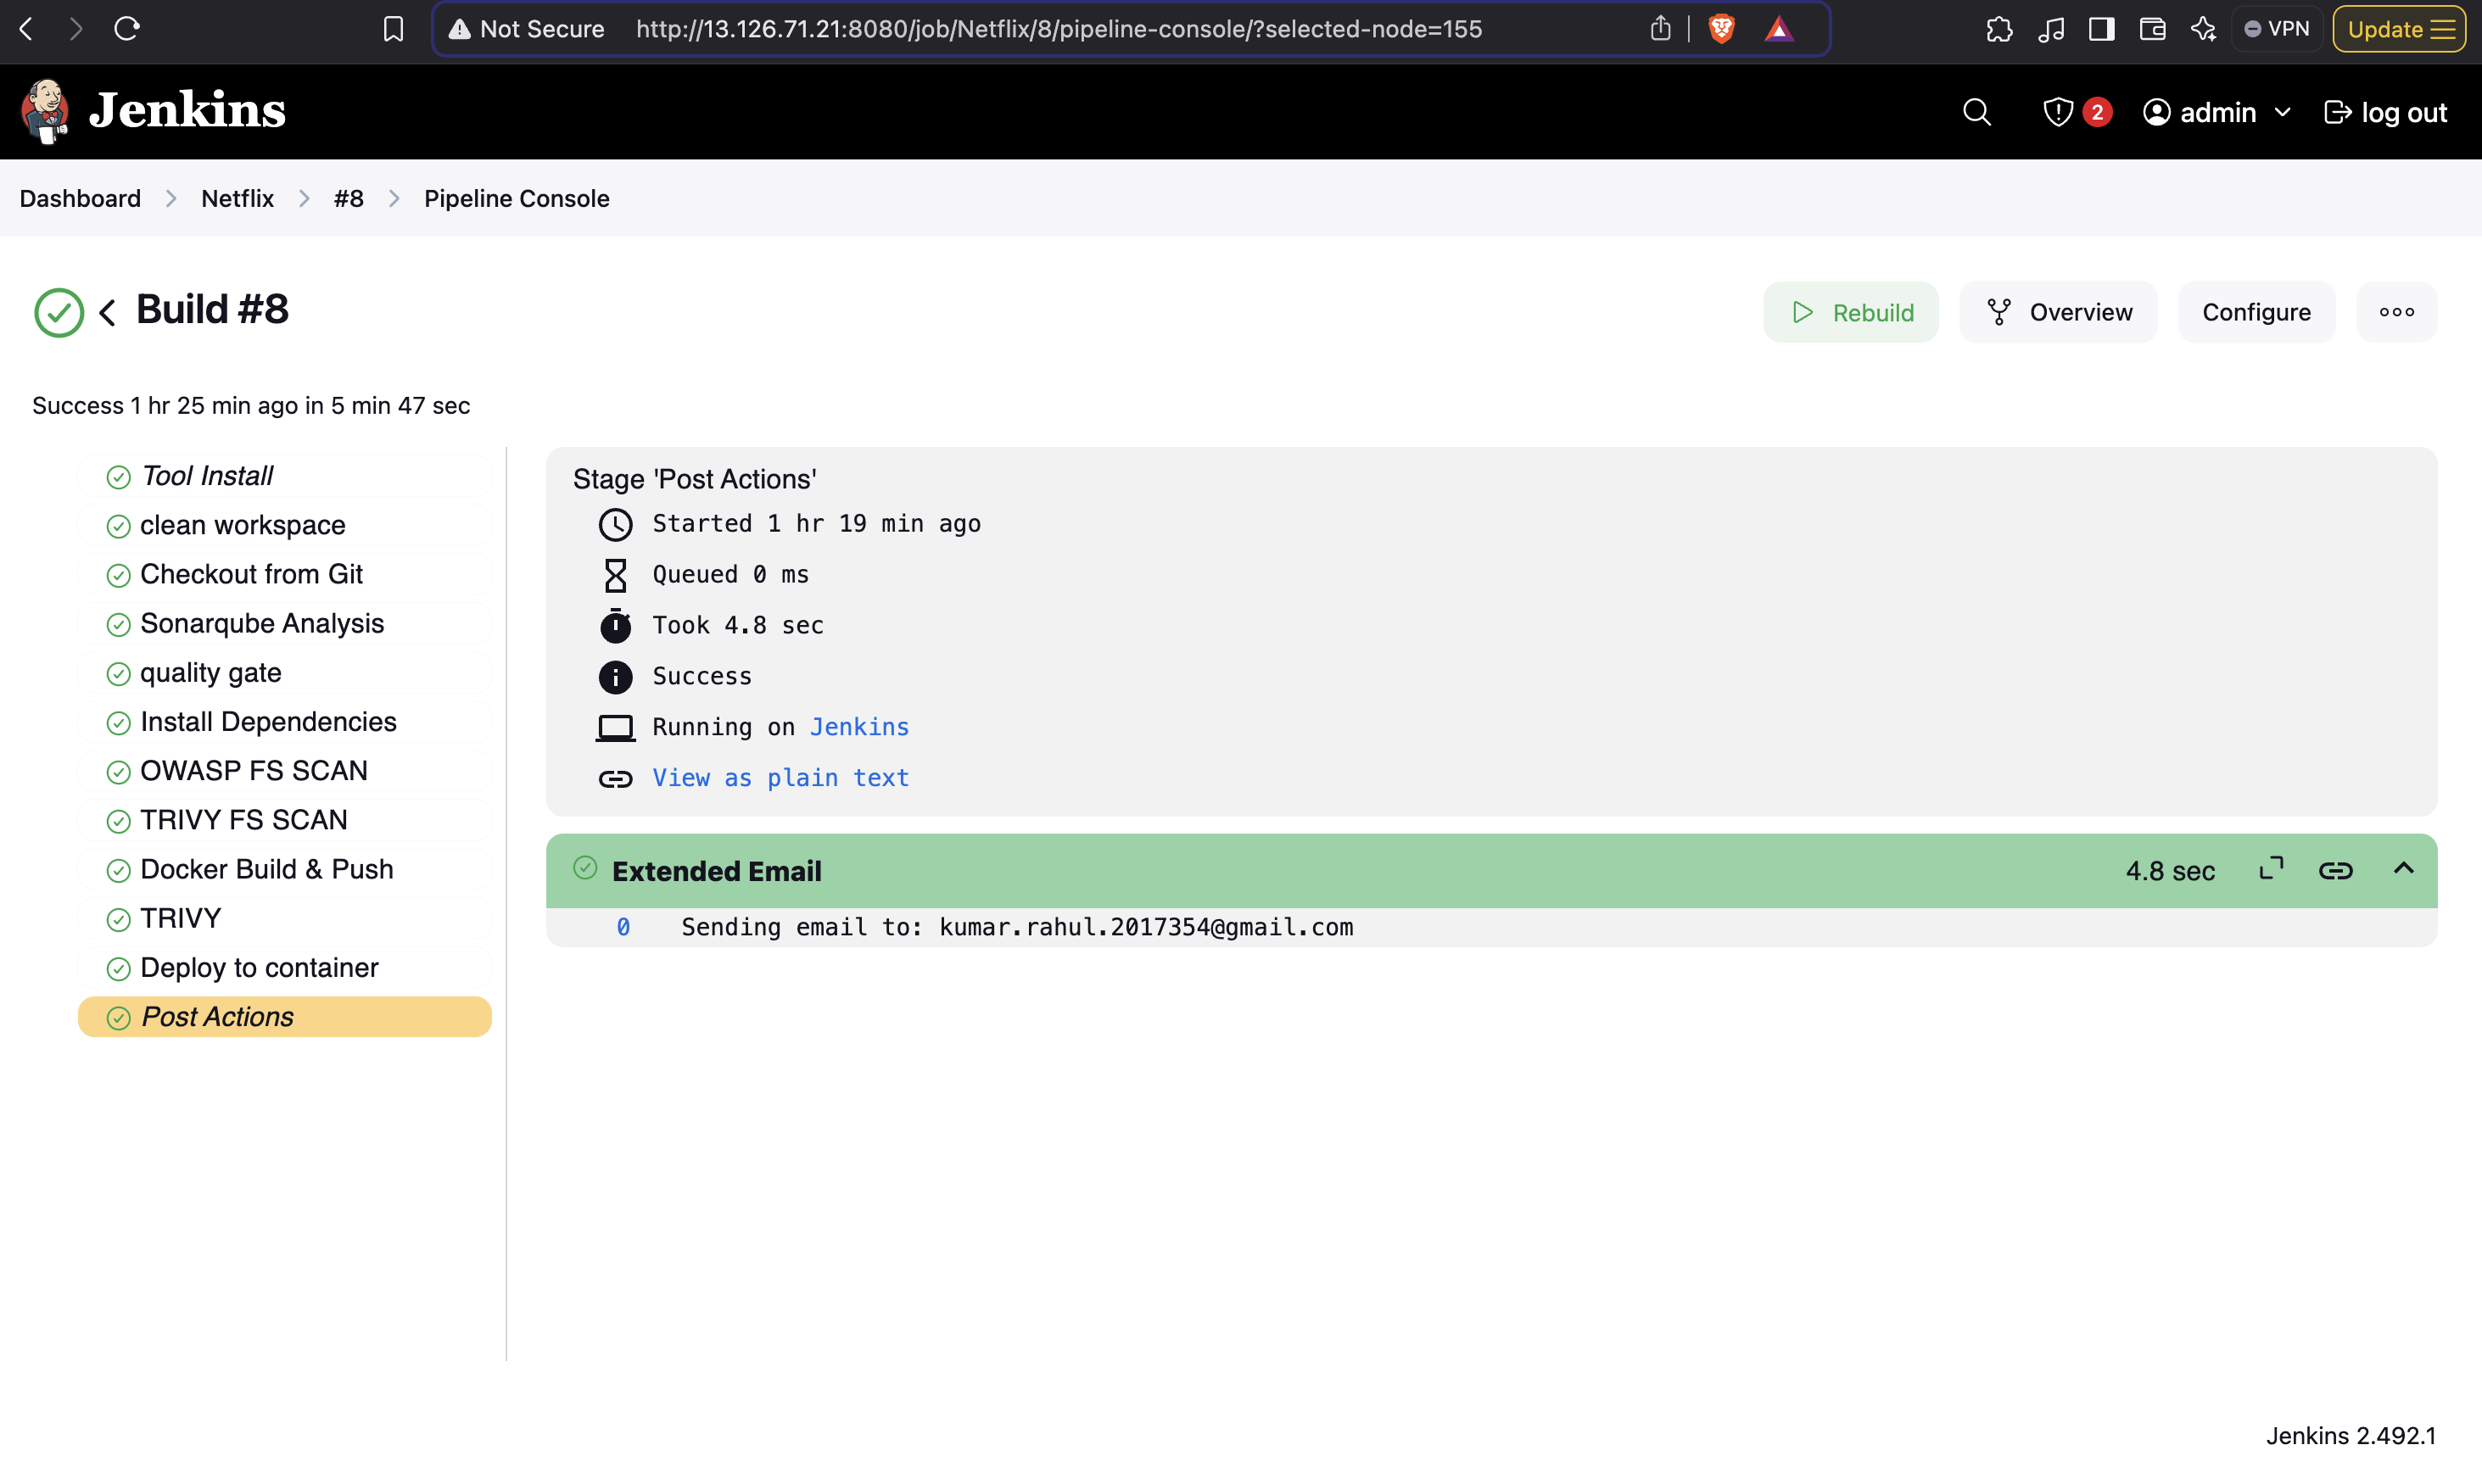 Not Secure http://13.126.71.21:8080/job/Netflix/8/pipeline-console/?selected-node=155 VPN Update
Jenkins 2 admin log out
Dashboard Netflix #8 Pipeline Console
Build #8 Rebuild Overview Configure
Success 1 hr 25 min ago in 5 min 47 sec
Tool Install
clean workspace
Checkout from Git
Sonarqube Analysis
quality gate
Install Dependencies
OWASP FS SCAN
TRIVY FS SCAN
Docker Build & Push
TRIVY
Deploy to container
Post Actions
Stage 'Post Actions'
Started 1 hr 19 min ago
Queued 0 ms
Took 4.8 sec
Success
Running on Jenkins
View as plain text
Extended Email 4.8 sec
0 Sending email to: kumar.rahul.2017354@gmail.com
Jenkins 2.492.1